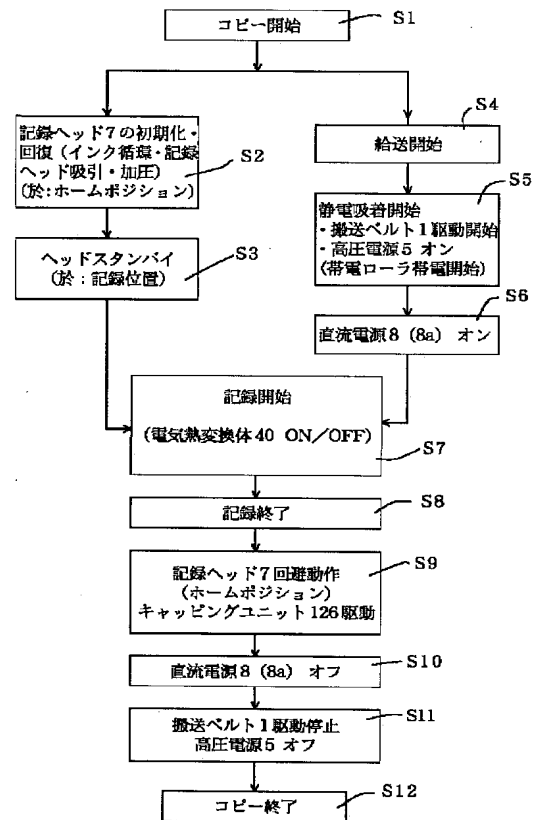 コピー開始
S1
記録ヘッド7の初期化・
回復（インク循環・記録
ヘッド吸引・加圧）
（於：ホームポジション）
S2
ヘッドスタンバイ
（於：記録位置）
S3
給送開始
S4
静電吸着開始
・搬送ベルト1駆動開始
・高圧電源5 オン
（帯電ローラ帯電開始）
S5
直流電源8（8a）オン
S6
記録開始
（電気熱変換体40 ON／OFF）
S7
記録終了
S8
記録ヘッド7回避動作
（ホームポジション）
キャッピングユニット126駆動
S9
直流電源8（8a）オフ
S10
搬送ベルト1駆動停止
高圧電源5 オフ
S11
コピー終了
S12